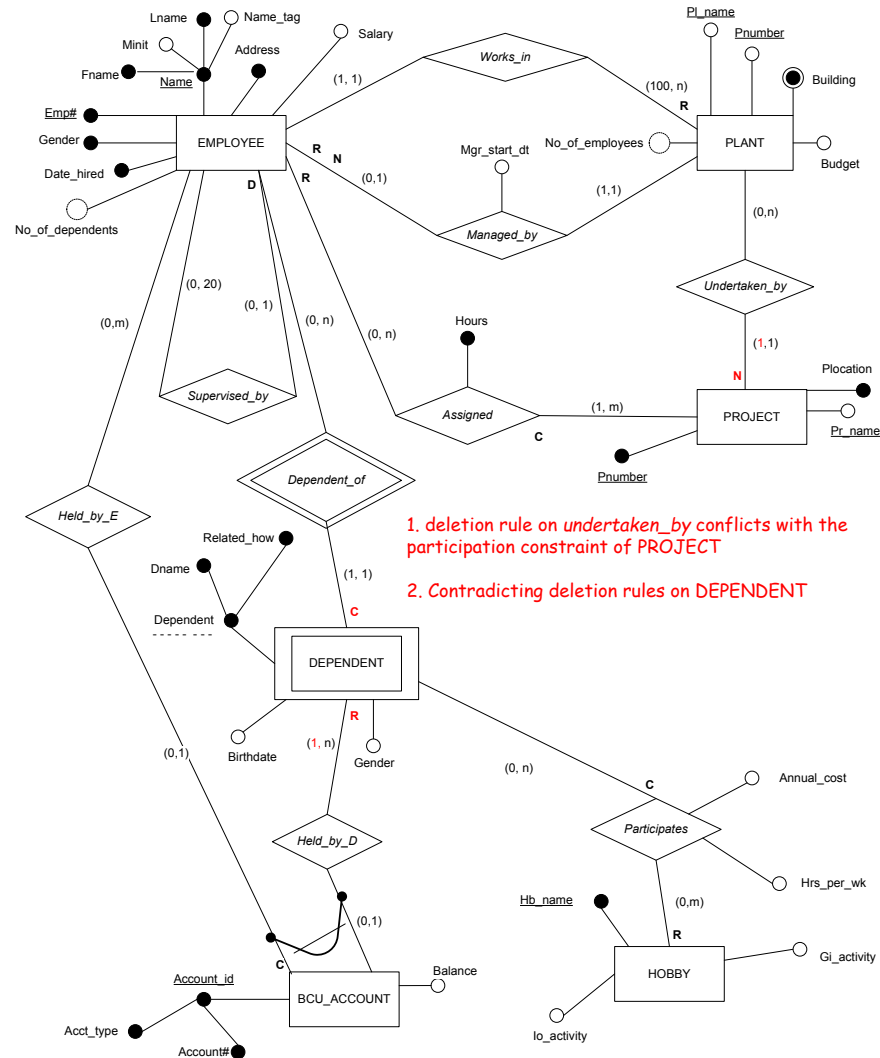 Lname
Name_tag
Minit
Salary
Address
Fname
Name
Emp#
Gender
Date_hired
No_of_dependents
EMPLOYEE
D
R
N
R
(1, 1)
Works_in
(100, n)
R
Pl_name
Pnumber
Building
No_of_employees
PLANT
Budget
Mgr_start_dt
(0,1)
(1,1)
Managed_by
(0,n)
Undertaken_by
(1,1)
N
Plocation
PROJECT
Pr_name
Pnumber
(0,m)
(0, 20)
(0, 1)
(0, n)
(0, n)
Supervised_by
Hours
Assigned
(1, m)
C
Held_by_E
Dependent_of
1. deletion rule on undertaken_by conflicts with the
participation constraint of PROJECT
2. Contradicting deletion rules on DEPENDENT
Related_how
Dname
Dependent
(1, 1)
C
DEPENDENT
R
(0,1)
Birthdate
(1, n)
Gender
(0, n)
C
Annual_cost
Participates
Hrs_per_wk
Held_by_D
(0,m)
R
Hb_name
HOBBY
Gi_activity
Io_activity
(0,1)
C
Account_id
BCU_ACCOUNT
Balance
Acct_type
Account#